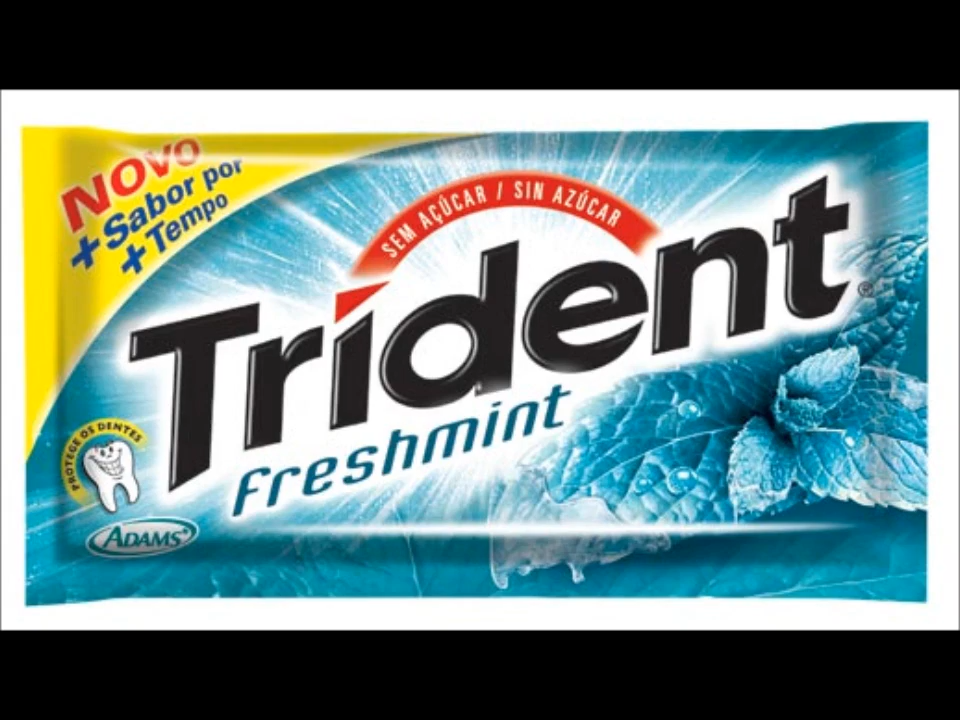 NOVO
+ Sabor por
+ Tempo
SEM AÇÚCAR / SIN AZÚCAR
Trident®
freshmint
PROTEGE OS DENTES
ADAMS®